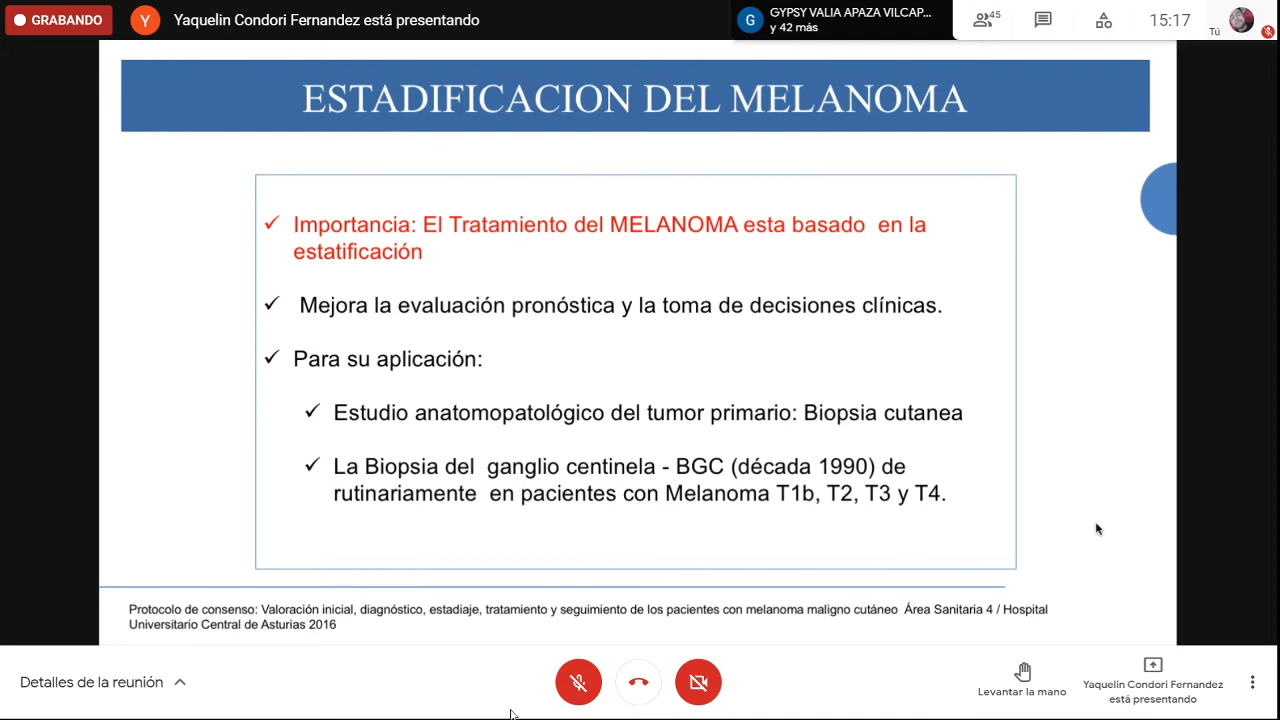 GRABANDO
Y
Yaquelin Condori Fernandez está presentando
G
GYPSY VALIA APAZA VILCAP...
y 42 más
45
15:17
Tú
ESTADIFICACION DEL MELANOMA
Importancia: El Tratamiento del MELANOMA esta basado en la
estatificación
Mejora la evaluación pronóstica y la toma de decisiones clínicas.
Para su aplicación:
Estudio anatomopatológico del tumor primario: Biopsia cutanea
La Biopsia del ganglio centinela - BGC (década 1990) de
rutinariamente en pacientes con Melanoma T1b, T2, T3 y T4.
Protocolo de consenso: Valoración inicial, diagnóstico, estadiaje, tratamiento y seguimiento de los pacientes con melanoma maligno cutáneo Área Sanitaria 4 / Hospital
Universitario Central de Asturias 2016
Detalles de la reunión
Levantar la mano
Yaquelin Condori Fernandez
está presentando